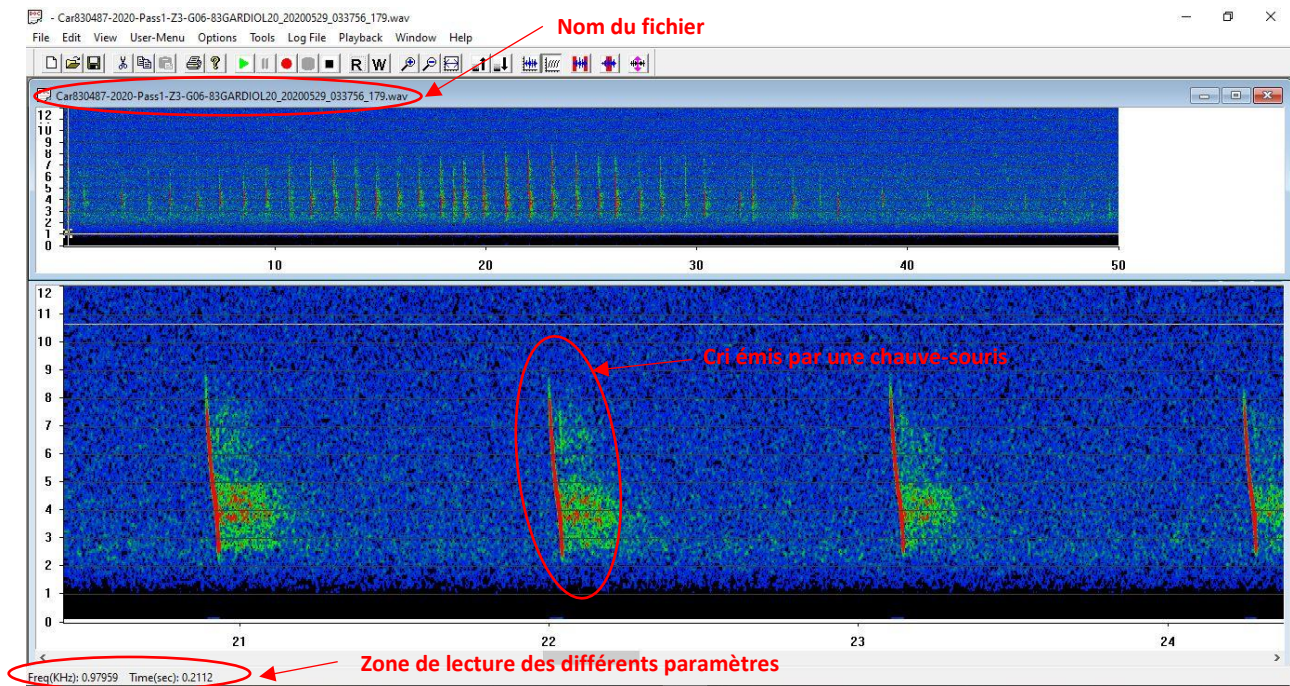 - Car830487-2020-Pass1-Z3-G06-83GARDIOL20_20200529_033756_179.wav
Nom du fichier
File Edit View User-Menu Options Tools Log File Playback Window Help
R W
Car830487-2020-Pass1-Z3-G06-83GARDIOL20_20200529_033756_179.wav
12
10
9
8
7
6
5
4
3
2
1
0
10 20 30 40 50
12
11
10
9
Cri émis par une chauve-souris
8
7
6
5
4
3
2
1
0
21 22 23 24
Zone de lecture des différents paramètres
Freq(KHz): 0.97959 Time(sec): 0.2112